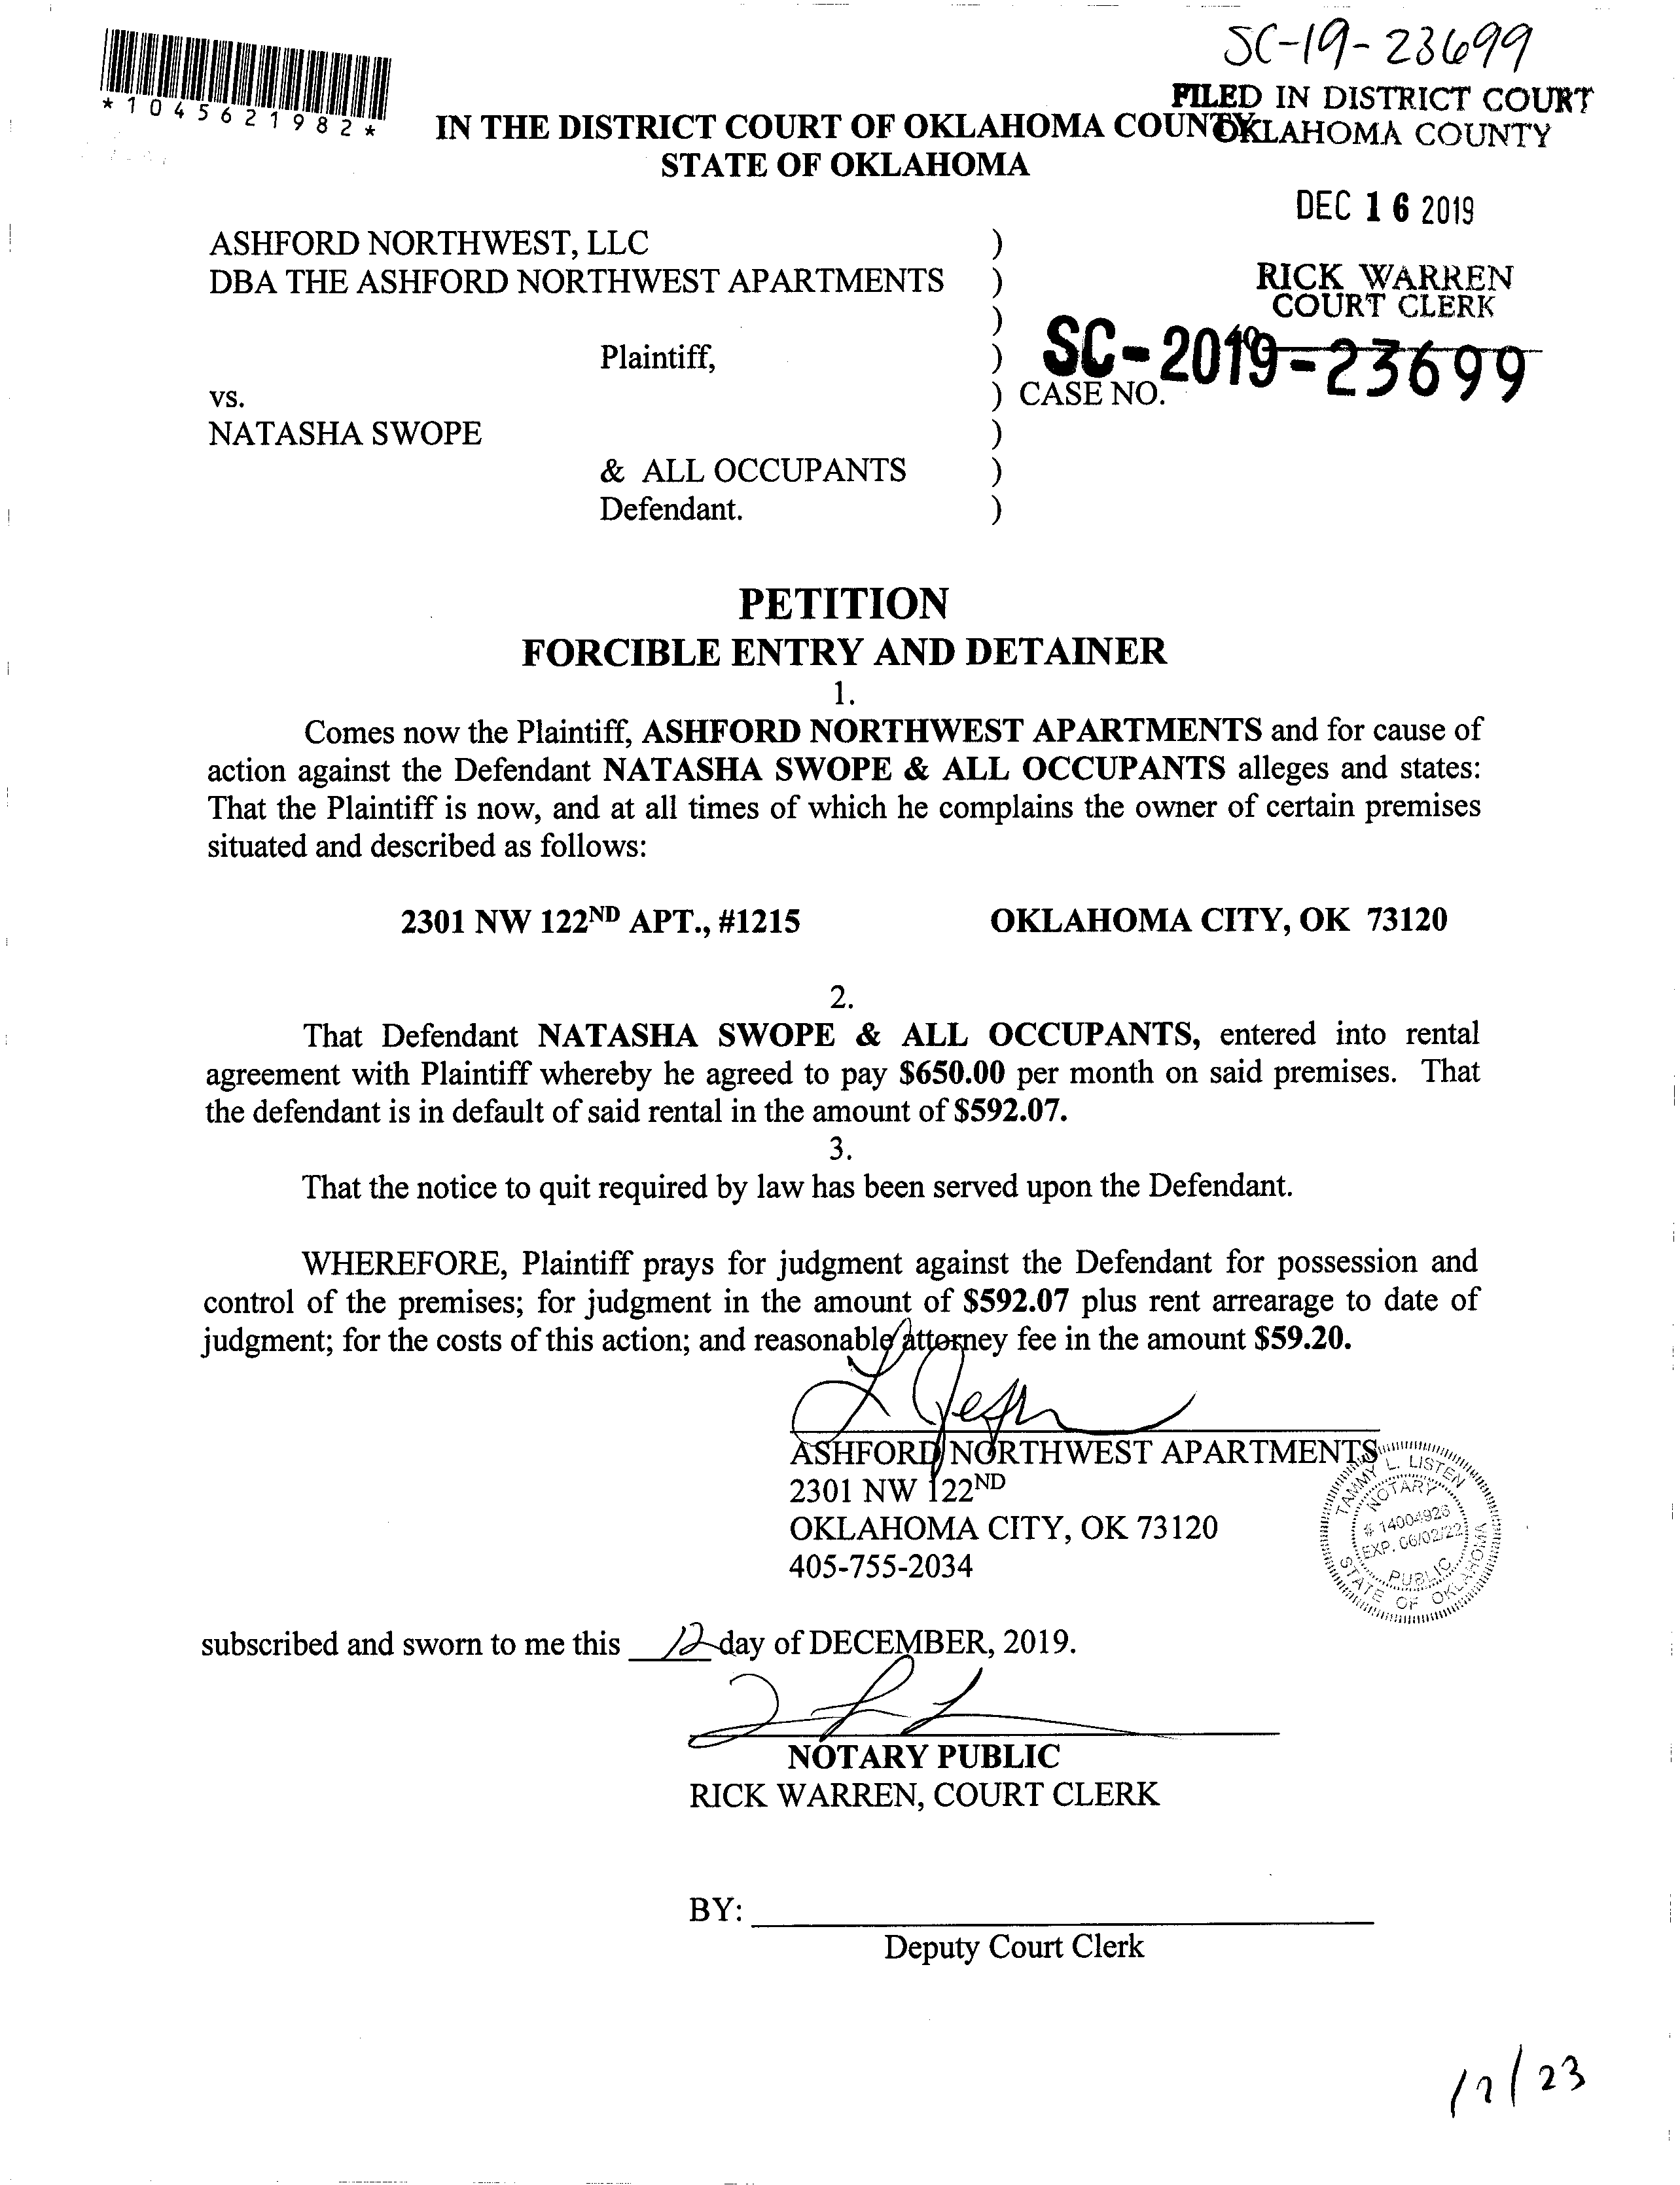 SC-19-23699
*1045621982*
FILED IN DISTRICT COURT
OKLAHOMA COUNTY
IN THE DISTRICT COURT OF OKLAHOMA COUNTY
STATE OF OKLAHOMA
DEC 16 2019
RICK WARREN
COURT CLERK
ASHFORD NORTHWEST, LLC )
DBA THE ASHFORD NORTHWEST APARTMENTS )
)
Plaintiff, )
SC-2019-23699
vs. ) CASE NO.
NATASHA SWOPE )
& ALL OCCUPANTS )
Defendant. )
PETITION
FORCIBLE ENTRY AND DETAINER
1.
Comes now the Plaintiff, ASHFORD NORTHWEST APARTMENTS and for cause of
action against the Defendant NATASHA SWOPE & ALL OCCUPANTS alleges and states:
That the Plaintiff is now, and at all times of which he complains the owner of certain premises
situated and described as follows:
2301 NW 122ND APT., #1215 OKLAHOMA CITY, OK 73120
2.
That Defendant NATASHA SWOPE & ALL OCCUPANTS, entered into rental
agreement with Plaintiff whereby he agreed to pay $650.00 per month on said premises. That
the defendant is in default of said rental in the amount of $592.07.
3.
That the notice to quit required by law has been served upon the Defendant.
WHEREFORE, Plaintiff prays for judgment against the Defendant for possession and
control of the premises; for judgment in the amount of $592.07 plus rent arrearage to date of
judgment; for the costs of this action; and reasonable attorney fee in the amount $59.20.
ASHFORD NORTHWEST APARTMENTS
2301 NW 122ND
OKLAHOMA CITY, OK 73120
405-755-2034
TAMMY L. LISTEN
NOTARY
# 14004926
EXP. 06/02/22
PUBLIC
STATE OF OKLAHOMA
subscribed and sworn to me this 12 day of DECEMBER, 2019.
NOTARY PUBLIC
RICK WARREN, COURT CLERK
BY:
Deputy Court Clerk
12/23